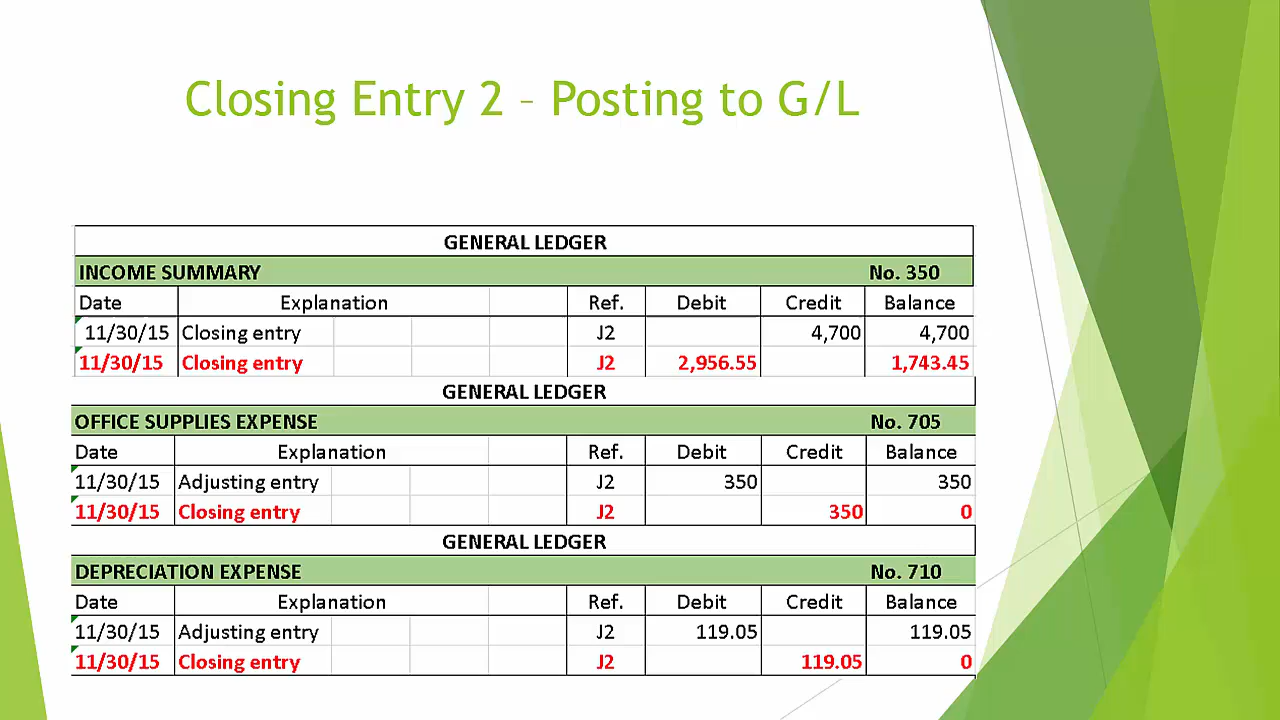 Closing Entry 2 – Posting to G/L
GENERAL LEDGER
INCOME SUMMARY No. 350
Date Explanation Ref. Debit Credit Balance
11/30/15 Closing entry J2 4,700 4,700
11/30/15 Closing entry J2 2,956.55 1,743.45
GENERAL LEDGER
OFFICE SUPPLIES EXPENSE No. 705
Date Explanation Ref. Debit Credit Balance
11/30/15 Adjusting entry J2 350 350
11/30/15 Closing entry J2 350 0
GENERAL LEDGER
DEPRECIATION EXPENSE No. 710
Date Explanation Ref. Debit Credit Balance
11/30/15 Adjusting entry J2 119.05 119.05
11/30/15 Closing entry J2 119.05 0